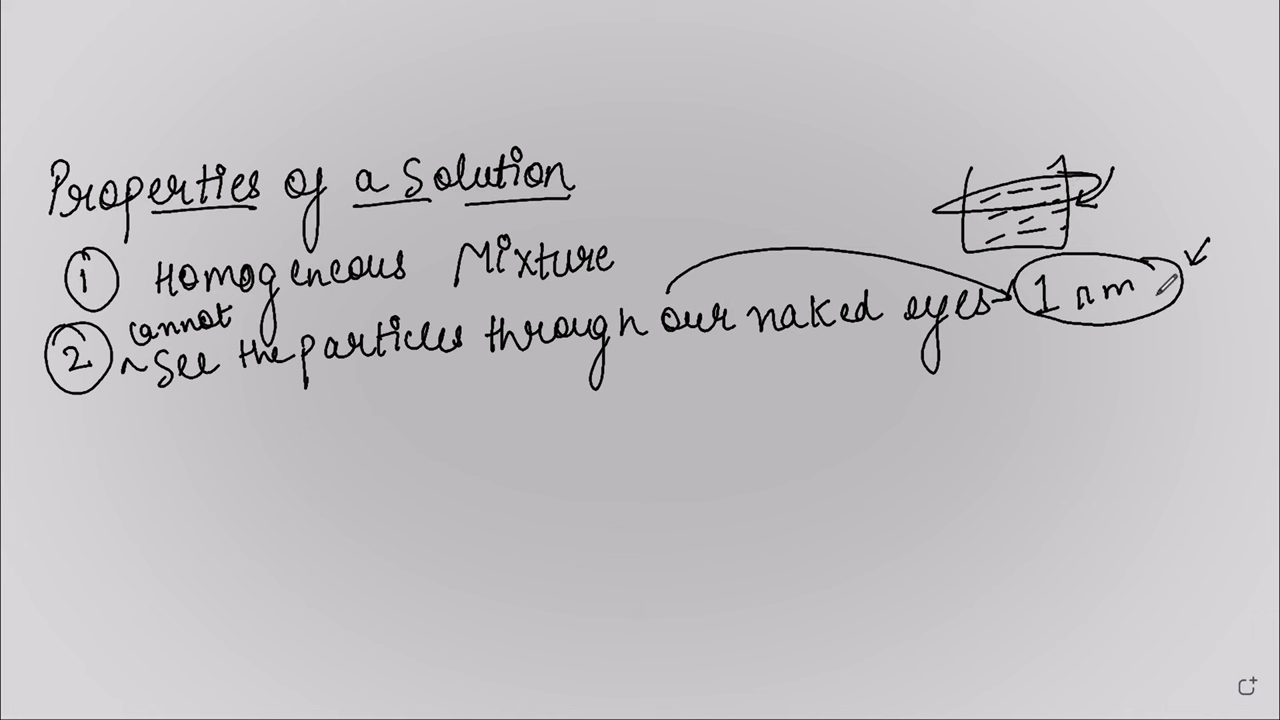 Properties of a Solution
① Homogeneous Mixture
cannot
② ^ See the particles through our naked eyes → 1 nm